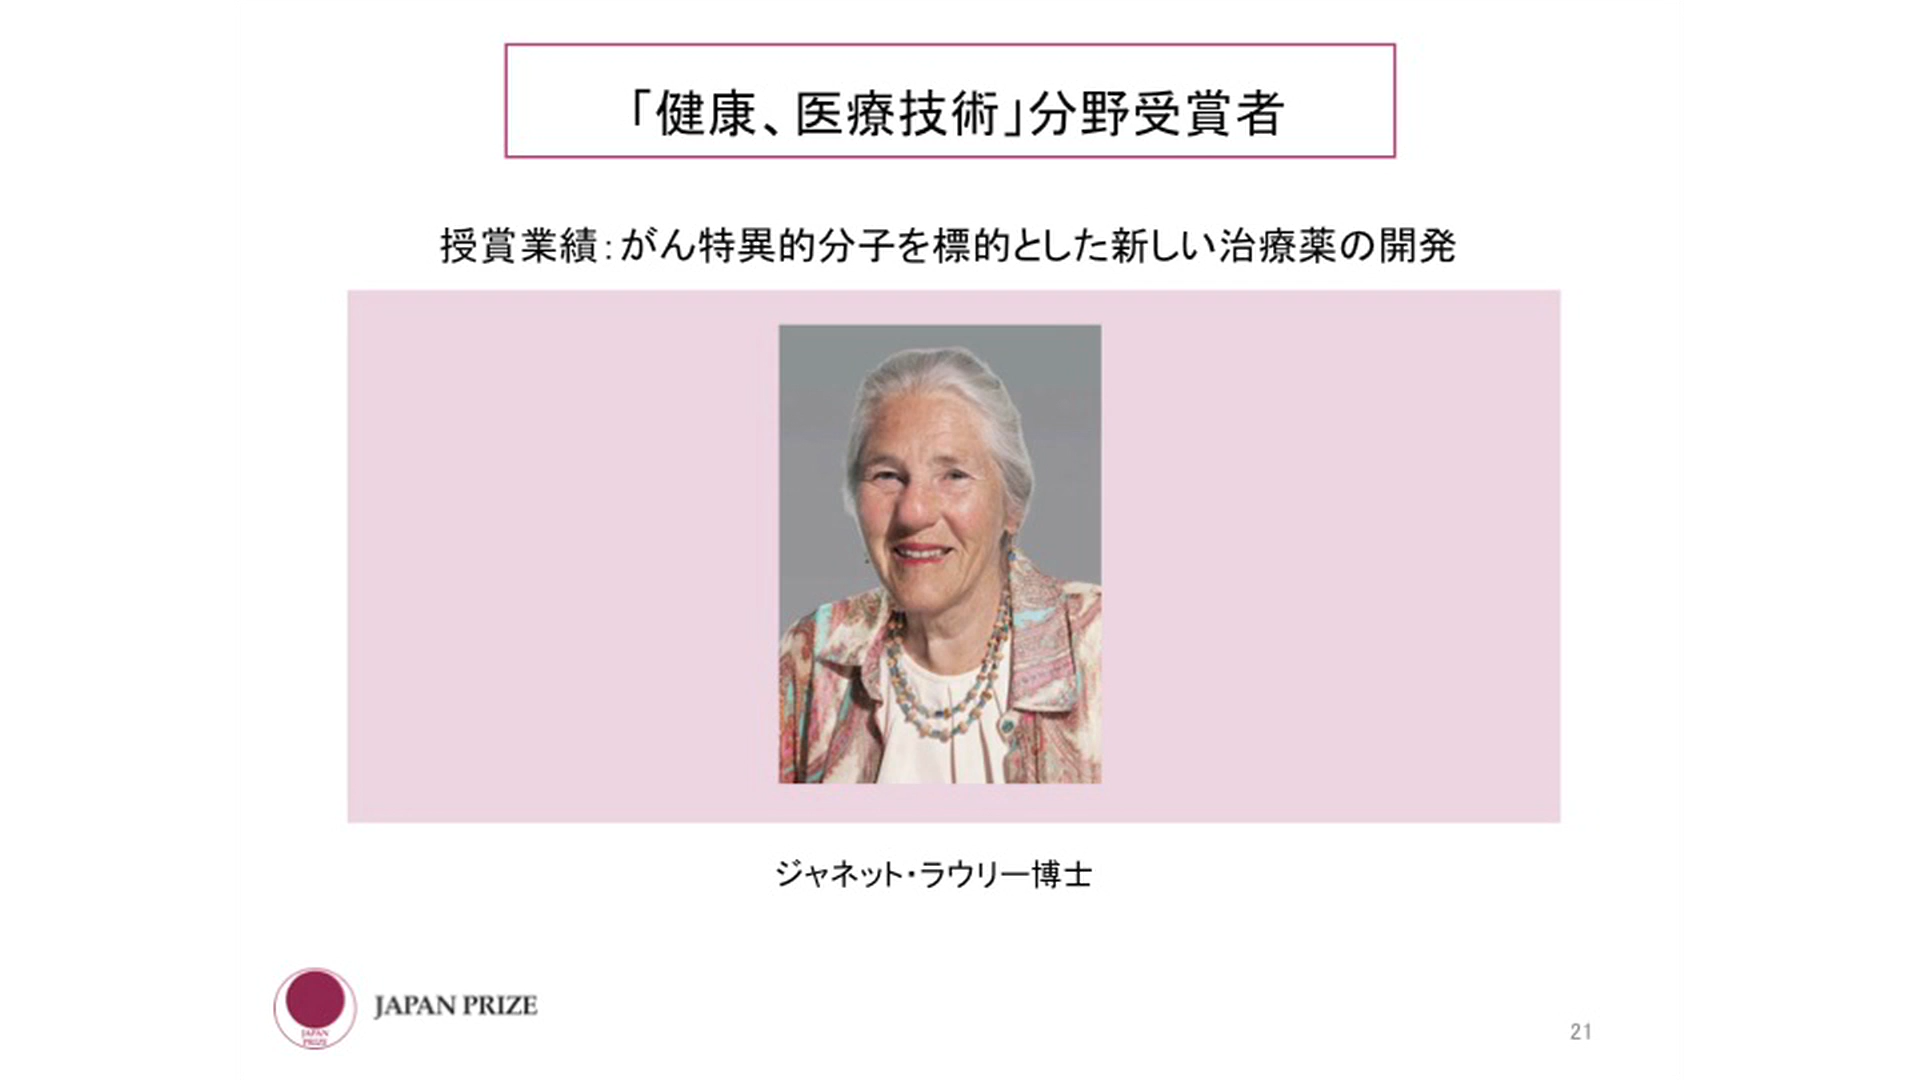 「健康、医療技術」分野受賞者
授賞業績：がん特異的分子を標的とした新しい治療薬の開発
ジャネット・ラウリー博士
JAPAN PRIZE
JAPAN
PRIZE
21